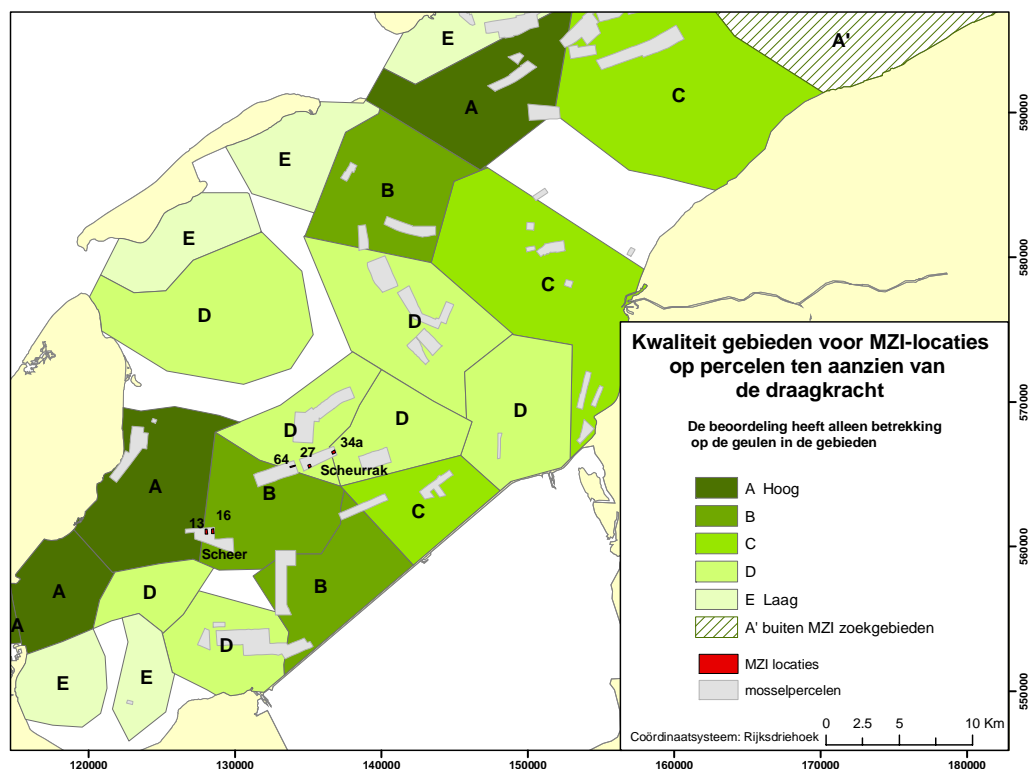 E
A'
A
C
E
B
E
C
D
D
D
D
34a
64
27
Scheurrak
A
B
C
13
16
Scheer
A
D
B
A
D
E
E
Kwaliteit gebieden voor MZI-locaties
op percelen ten aanzien van
de draagkracht
De beoordeling heeft alleen betrekking
op de geulen in de gebieden
A Hoog
B
C
D
E Laag
A' buiten MZI zoekgebieden
MZI locaties
mosselpercelen
0 2.5 5 10 Km
Coördinaatsysteem: Rijksdriehoek
590000
580000
570000
560000
550000
120000 130000 140000 150000 160000 170000 180000